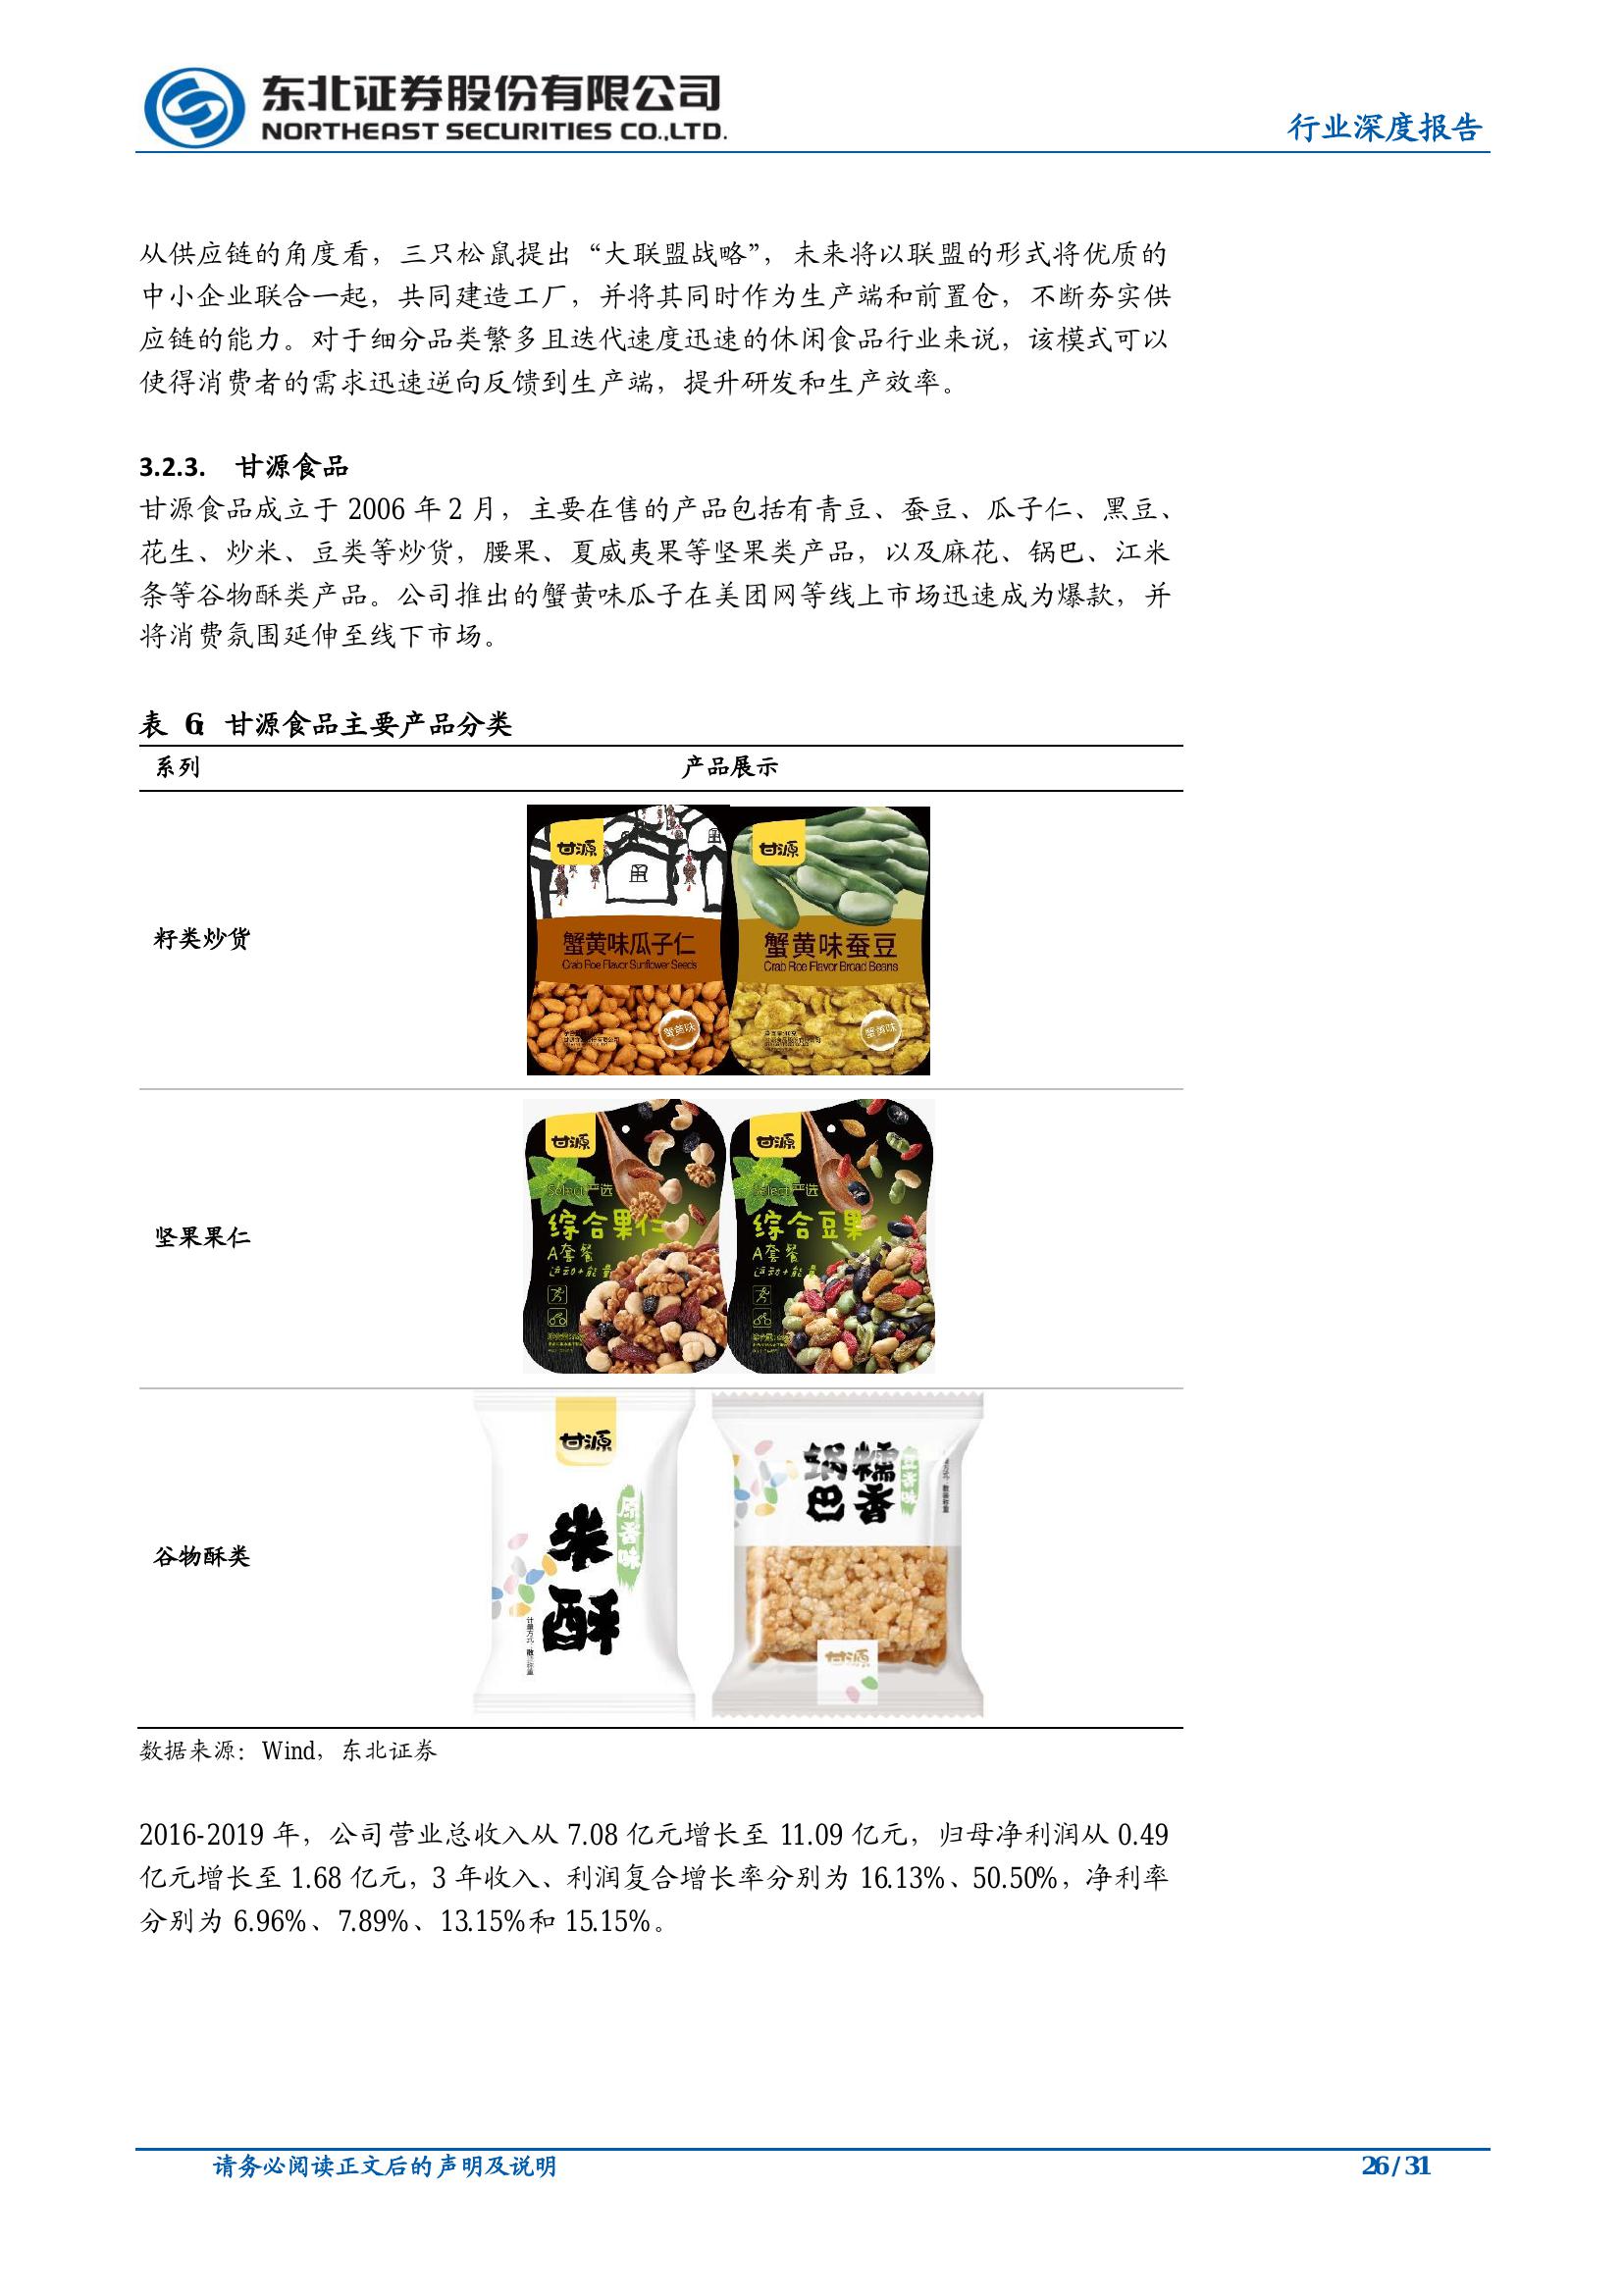 东北证券股份有限公司
NORTHEAST SECURITIES CO.,LTD.
行业深度报告
从供应链的角度看，三只松鼠提出“大联盟战略”，未来将以联盟的形式将优质的
中小企业联合一起，共同建造工厂，并将其同时作为生产端和前置仓，不断夯实供
应链的能力。对于细分品类繁多且迭代速度迅速的休闲食品行业来说，该模式可以
使得消费者的需求迅速逆向反馈到生产端，提升研发和生产效率。
3.2.3. 甘源食品
甘源食品成立于 2006 年 2 月，主要在售的产品包括有青豆、蚕豆、瓜子仁、黑豆、
花生、炒米、豆类等炒货，腰果、夏威夷果等坚果类产品，以及麻花、锅巴、江米
条等谷物酥类产品。公司推出的蟹黄味瓜子在美团网等线上市场迅速成为爆款，并
将消费氛围延伸至线下市场。
表 6: 甘源食品主要产品分类
系列 产品展示
籽类炒货
甘源
蟹黄味瓜子仁
Crab Roe Flavor Sunflower Seeds
蟹黄味
甘源
蟹黄味蚕豆
Crab Roe Flavor Broad Beans
蟹黄味
坚果果仁
甘源
Select 严选
综合果仁
A套餐
运动+能量
甘源
Select 严选
综合豆果
A套餐
运动+能量
谷物酥类
甘源
原香味
米酥
糯香锅巴
甘源
数据来源：Wind，东北证券
2016-2019 年，公司营业总收入从 7.08 亿元增长至 11.09 亿元，归母净利润从 0.49
亿元增长至 1.68 亿元，3 年收入、利润复合增长率分别为 16.13%、50.50%，净利率
分别为 6.96%、7.89%、13.15%和 15.15%。
请务必阅读正文后的声明及说明
26 / 31